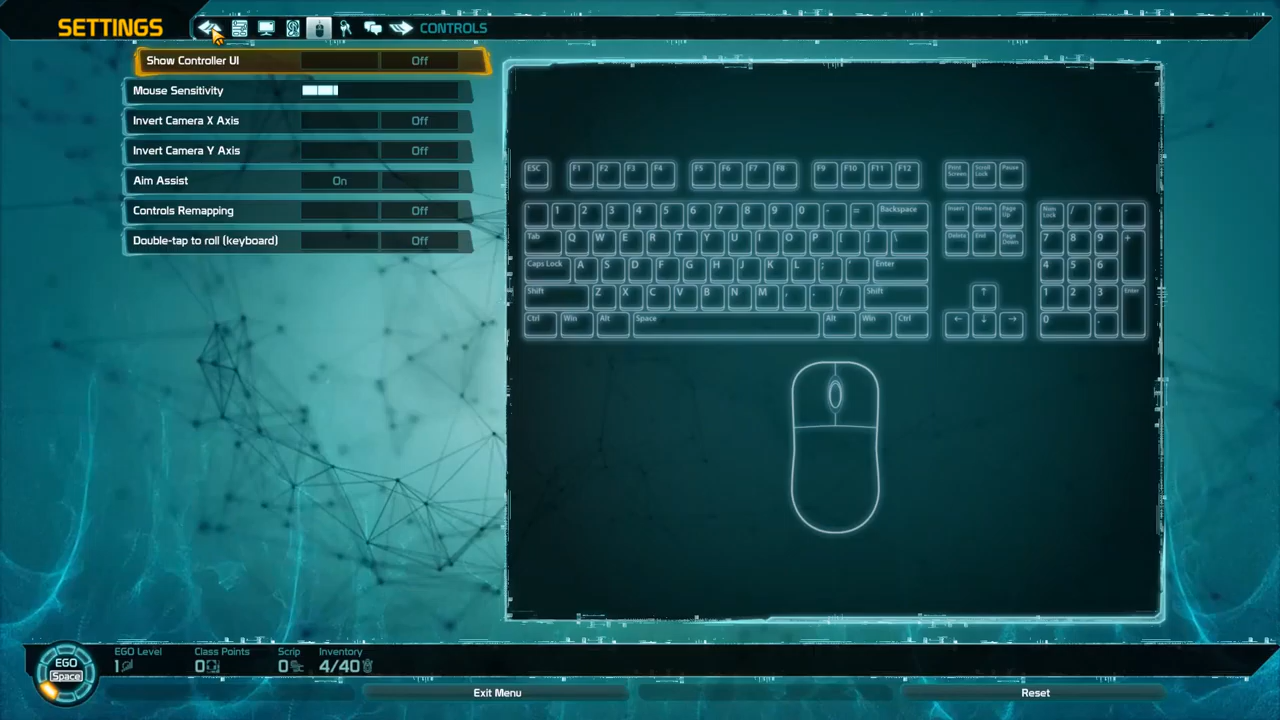 SETTINGS
CONTROLS
Show Controller UI Off
Mouse Sensitivity
Invert Camera X Axis Off
Invert Camera Y Axis Off
Aim Assist On
Controls Remapping Off
Double-tap to roll (keyboard) Off
ESC F1 F2 F3 F4 F5 F6 F7 F8 F9 F10 F11 F12 Print Screen Scroll Lock Pause
1 2 3 4 5 6 7 8 9 0 = Backspace Insert Home Page Up Num Lock / * -
Tab Q W E R T Y U I O P [ ] \ Delete End Page Down 7 8 9 +
Caps Lock A S D F G H J K L ; ' Enter 4 5 6
Shift Z X C V B N M , . / Shift ↑ 1 2 3 Enter
Ctrl Win Alt Space Alt Win Ctrl ← ↓ → 0 .
EGO Level Class Points Scrip Inventory
1 0 0 4/40
EGO
Space
Exit Menu Reset